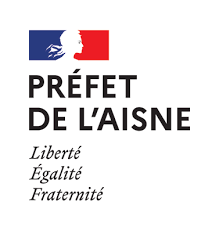 PRÉFET
DE L'AISNE
Liberté
Égalité
Fraternité